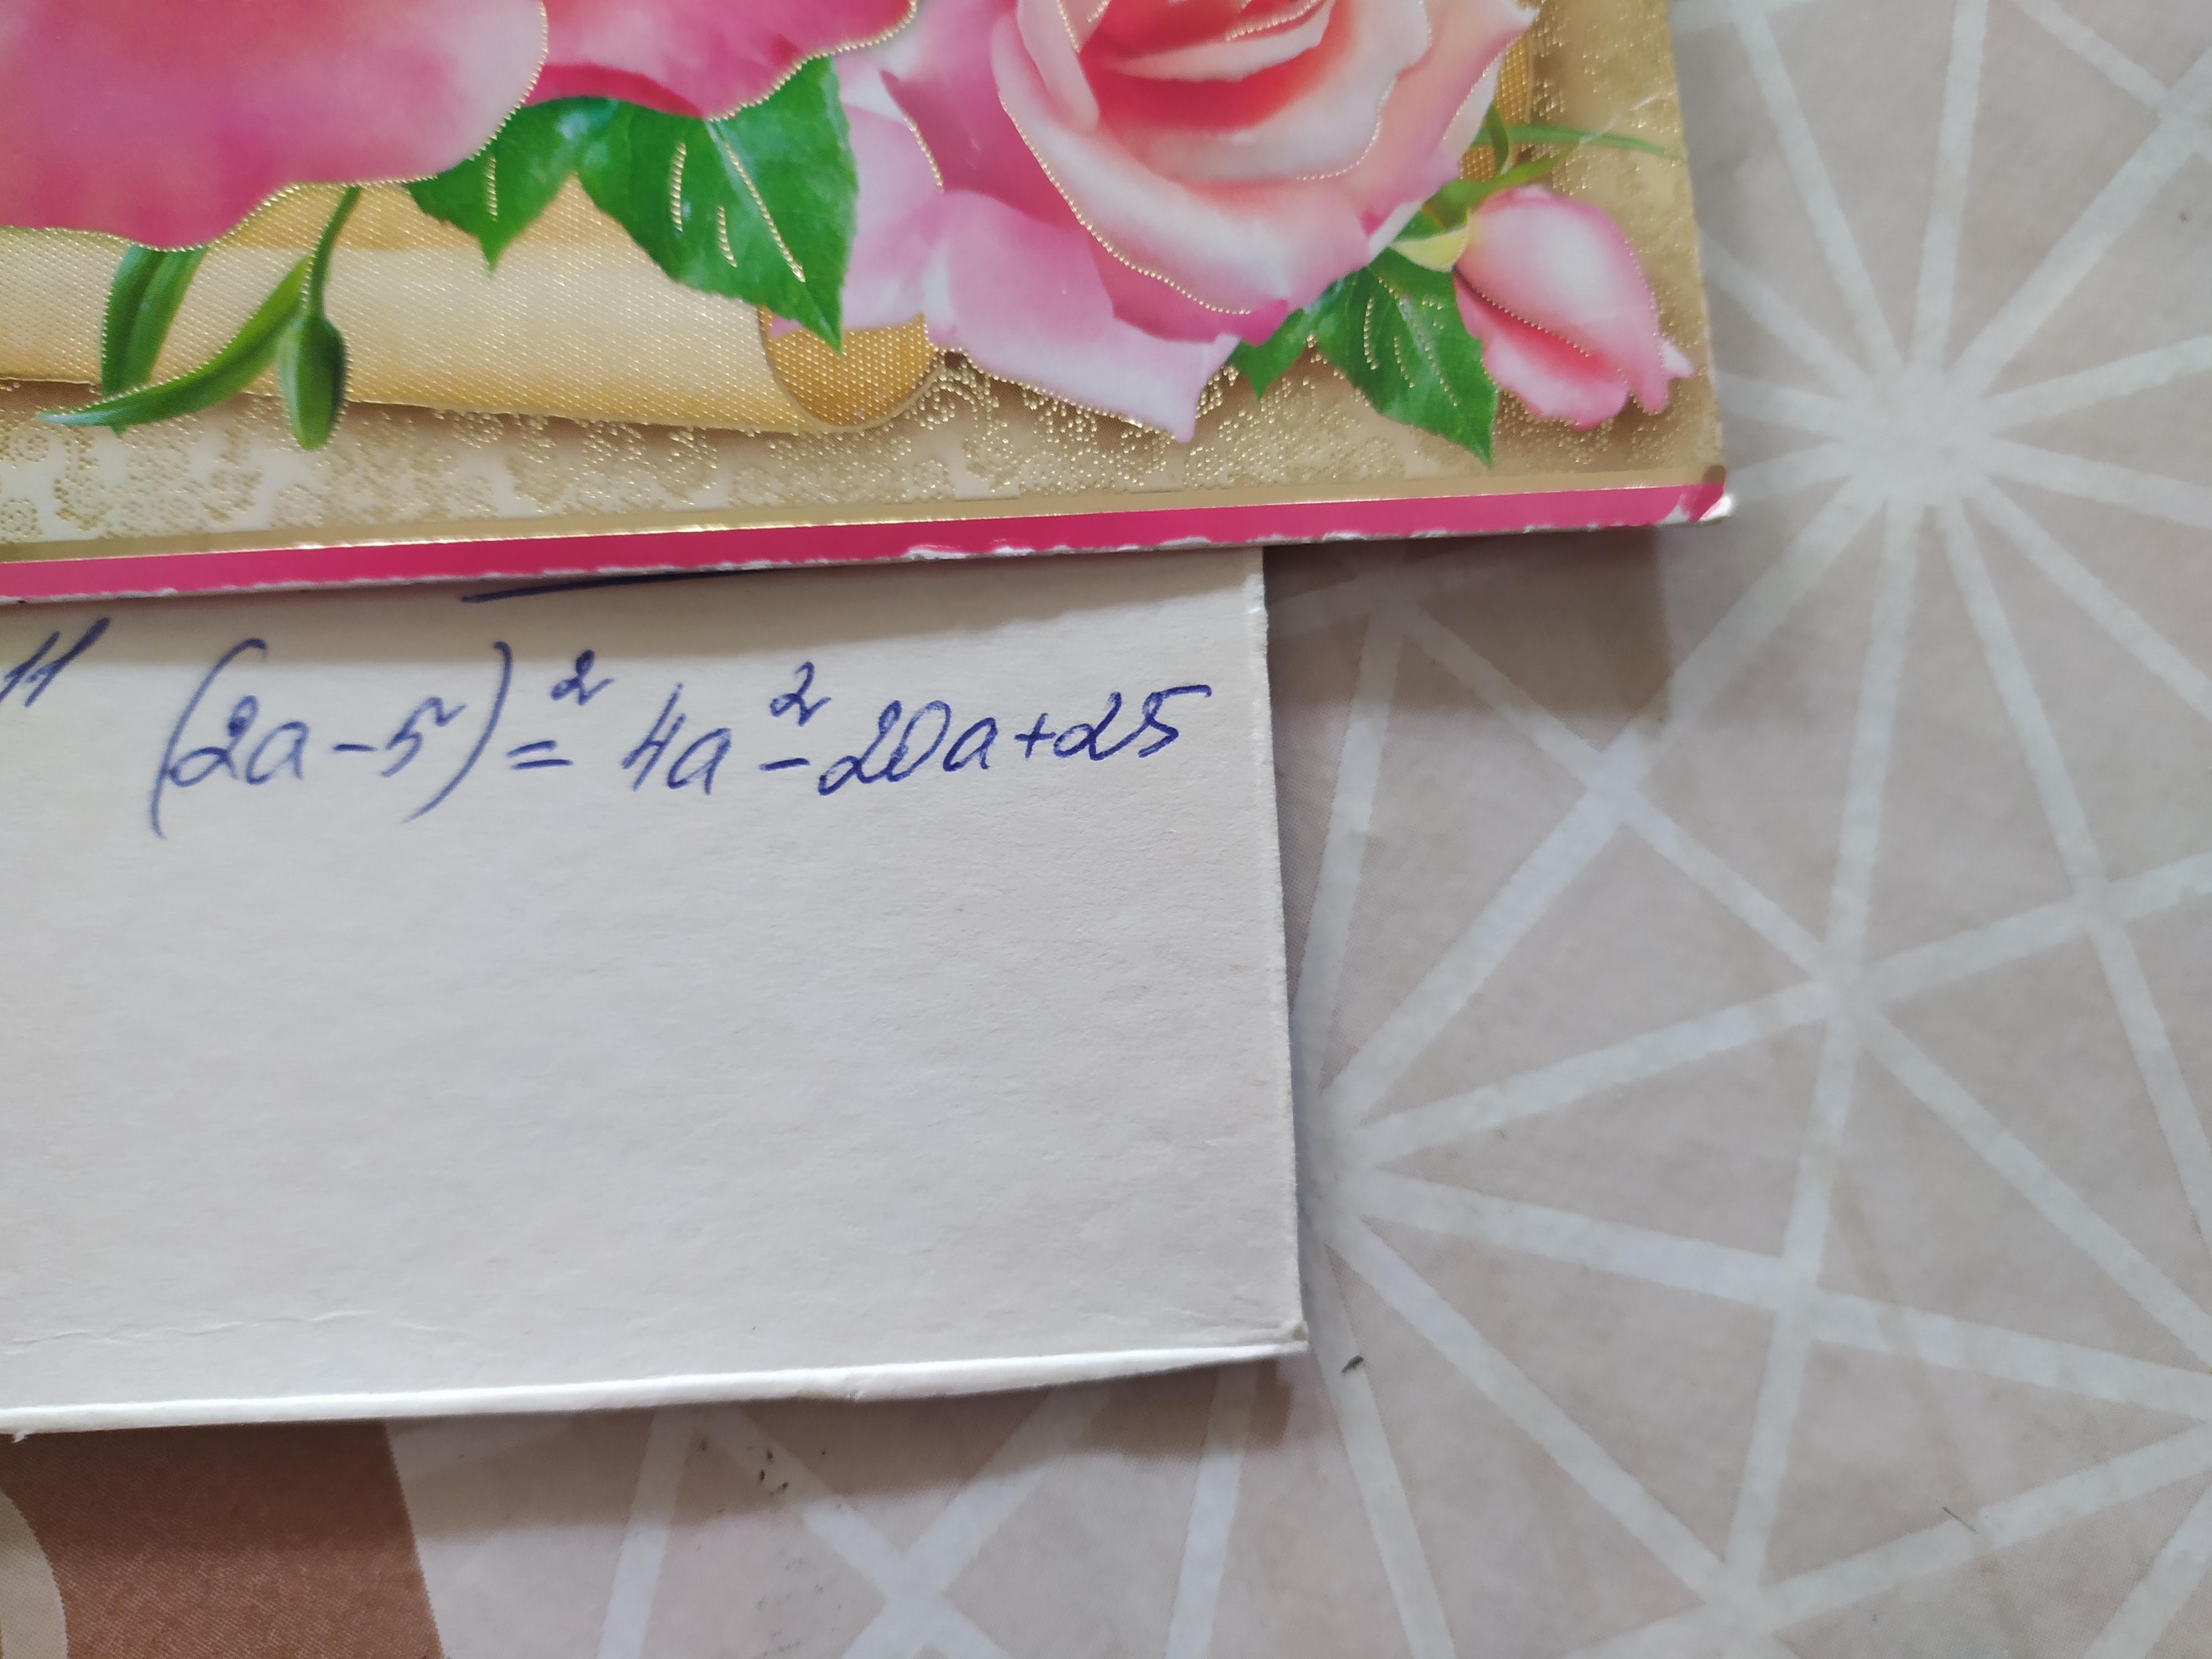 11 (2a-5)² = 4a²-20a+25